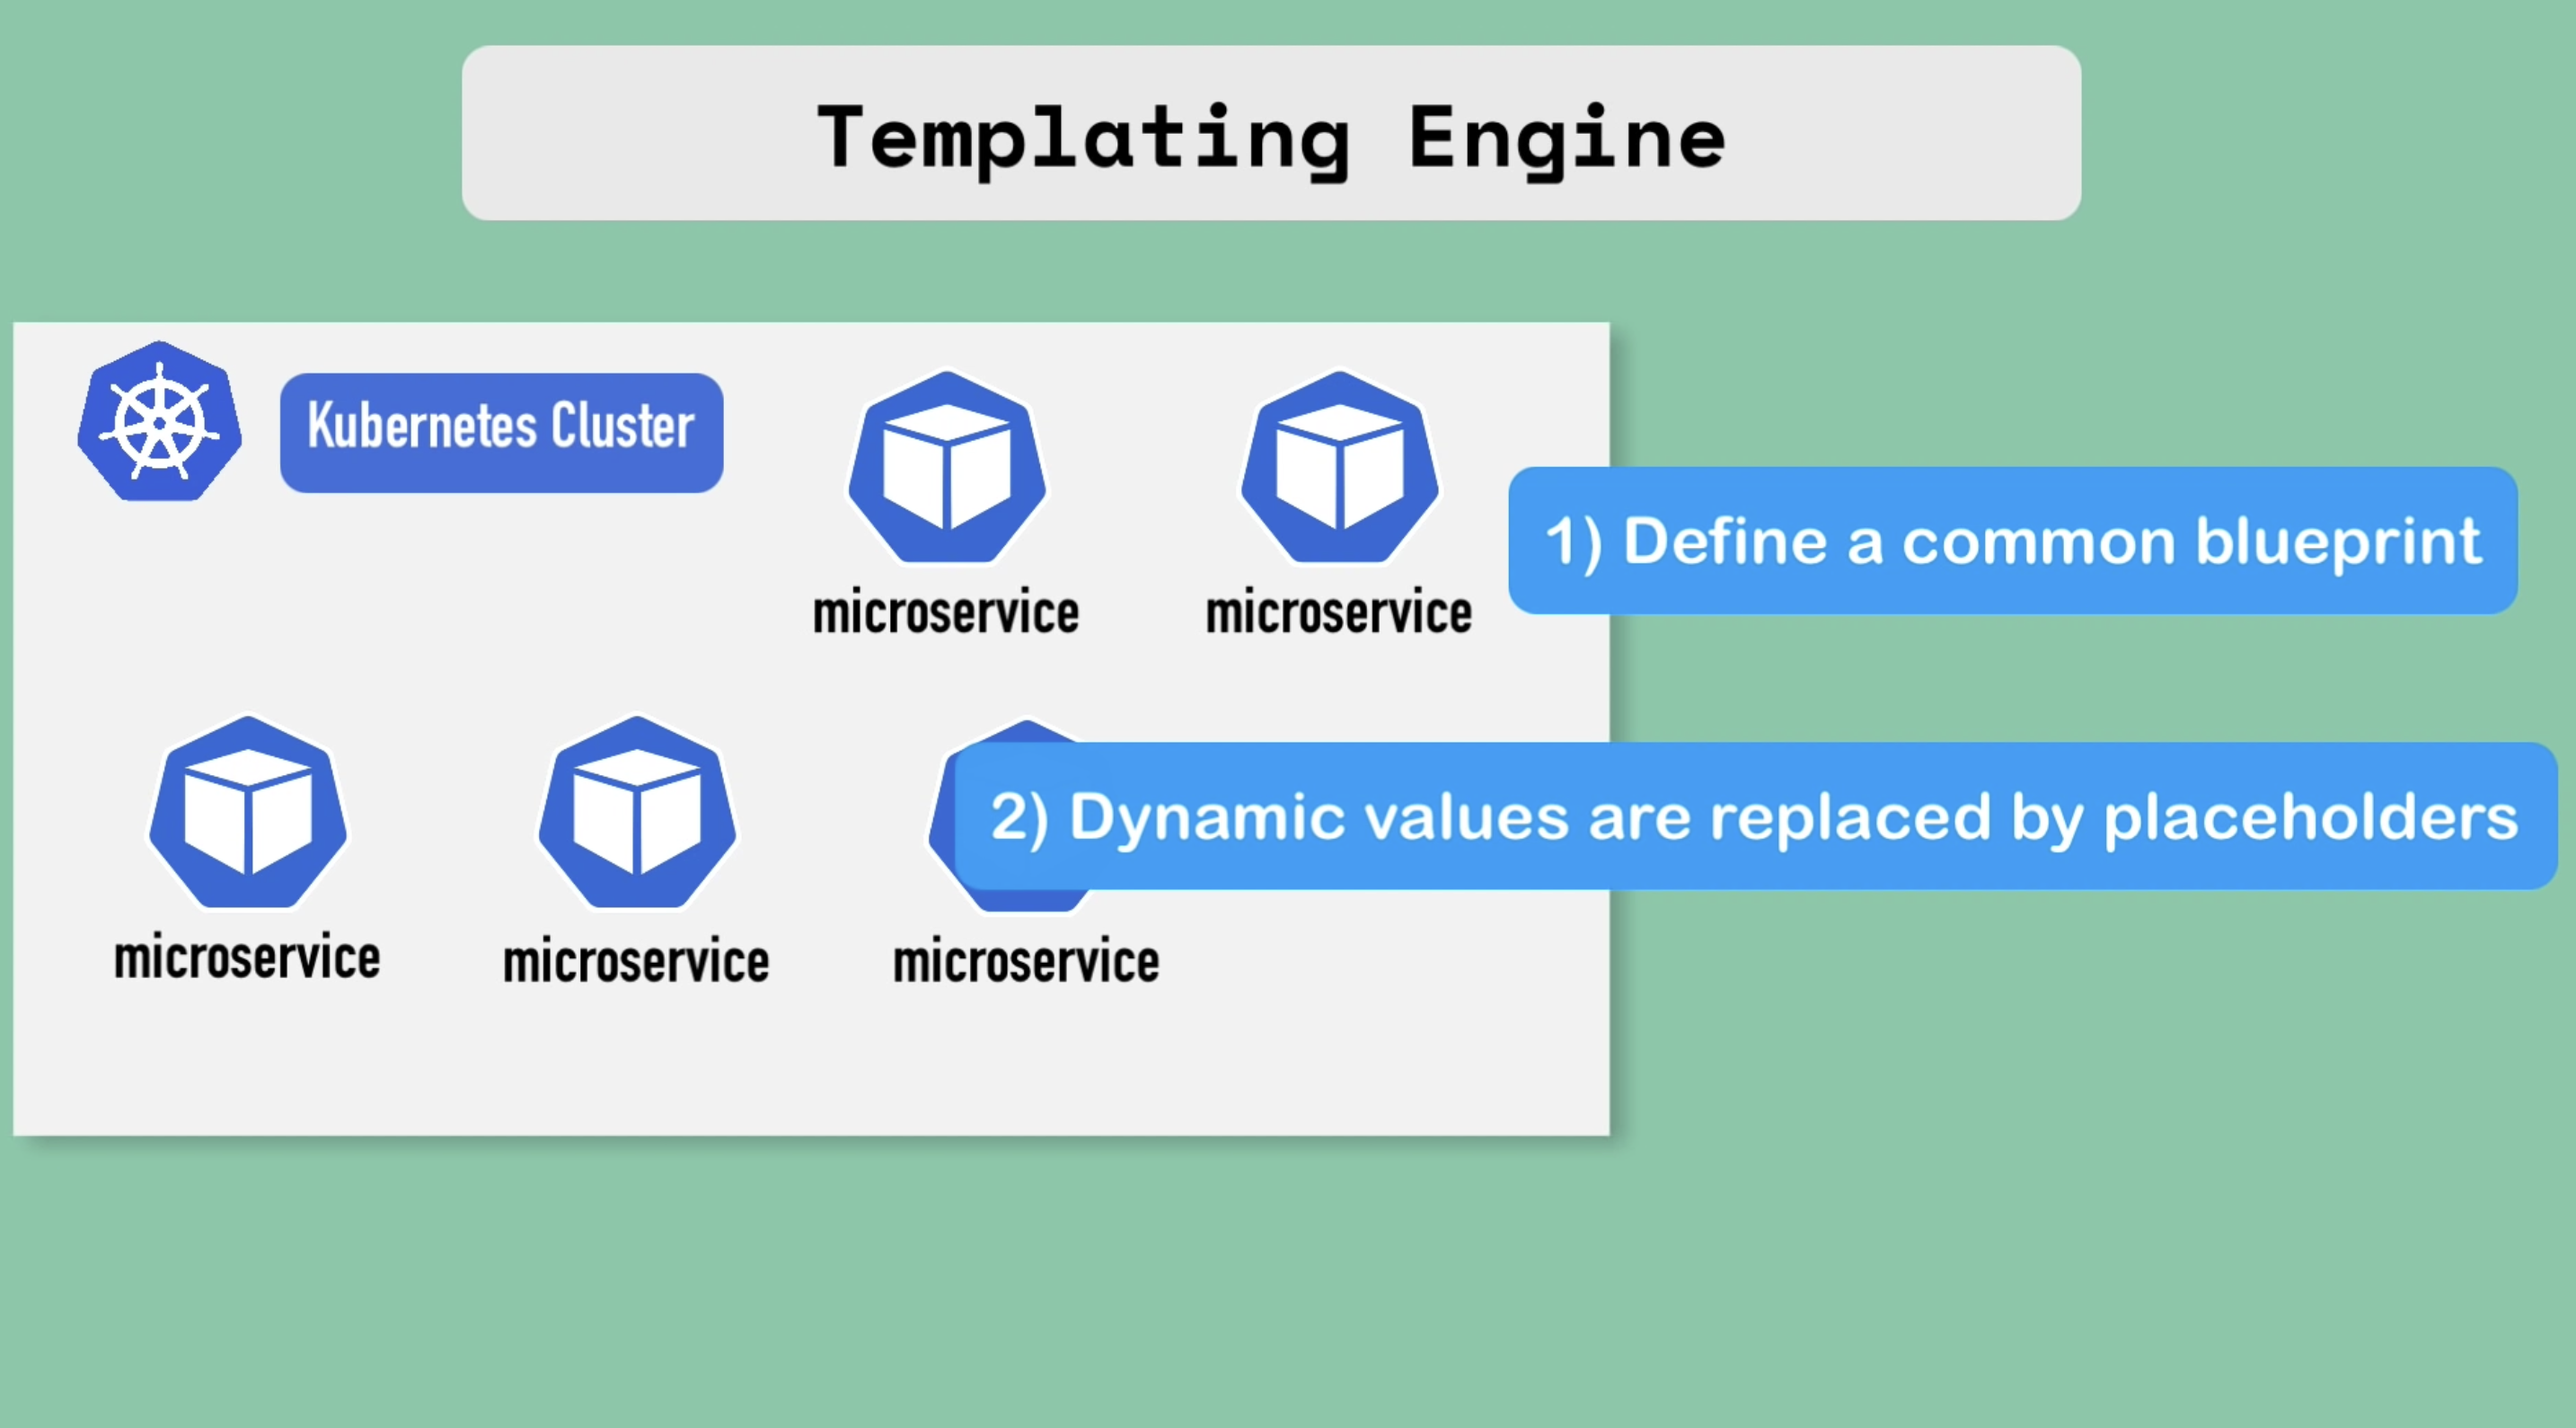 Templating Engine
Kubernetes Cluster
microservice
microservice
1) Define a common blueprint
2) Dynamic values are replaced by placeholders
microservice
microservice
microservice